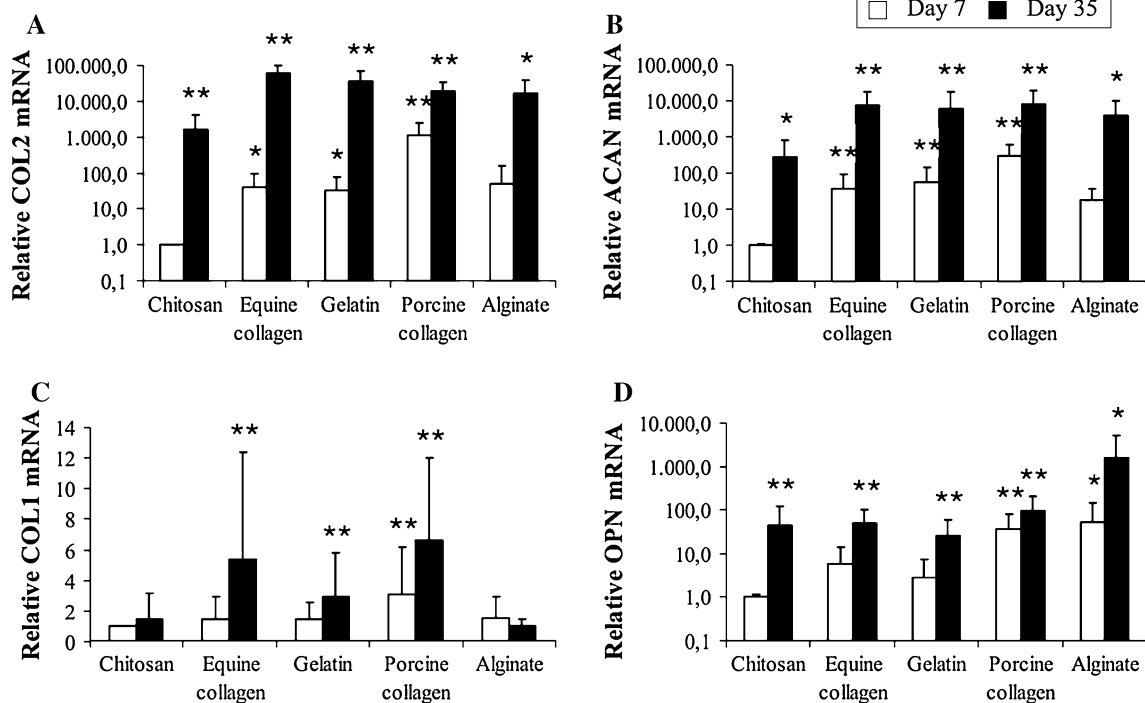 Day 7 Day 35
A
Relative COL2 mRNA
100.000,0
10.000,0
1.000,0
100,0
10,0
1,0
0,1
** * ** * ** ** ** *
Chitosan Equine Gelatin Porcine Alginate
collagen collagen
B
Relative ACAN mRNA
100.000,0
10.000,0
1.000,0
100,0
10,0
1,0
0,1
* ** ** ** ** ** ** *
Chitosan Equine Gelatin Porcine Alginate
collagen collagen
C
Relative COL1 mRNA
14
12
10
8
6
4
2
0
** ** ** **
Chitosan Equine Gelatin Porcine Alginate
collagen collagen
D
Relative OPN mRNA
10.000,0
1.000,0
100,0
10,0
1,0
0,1
** ** ** ** ** * *
Chitosan Equine Gelatin Porcine Alginate
collagen collagen